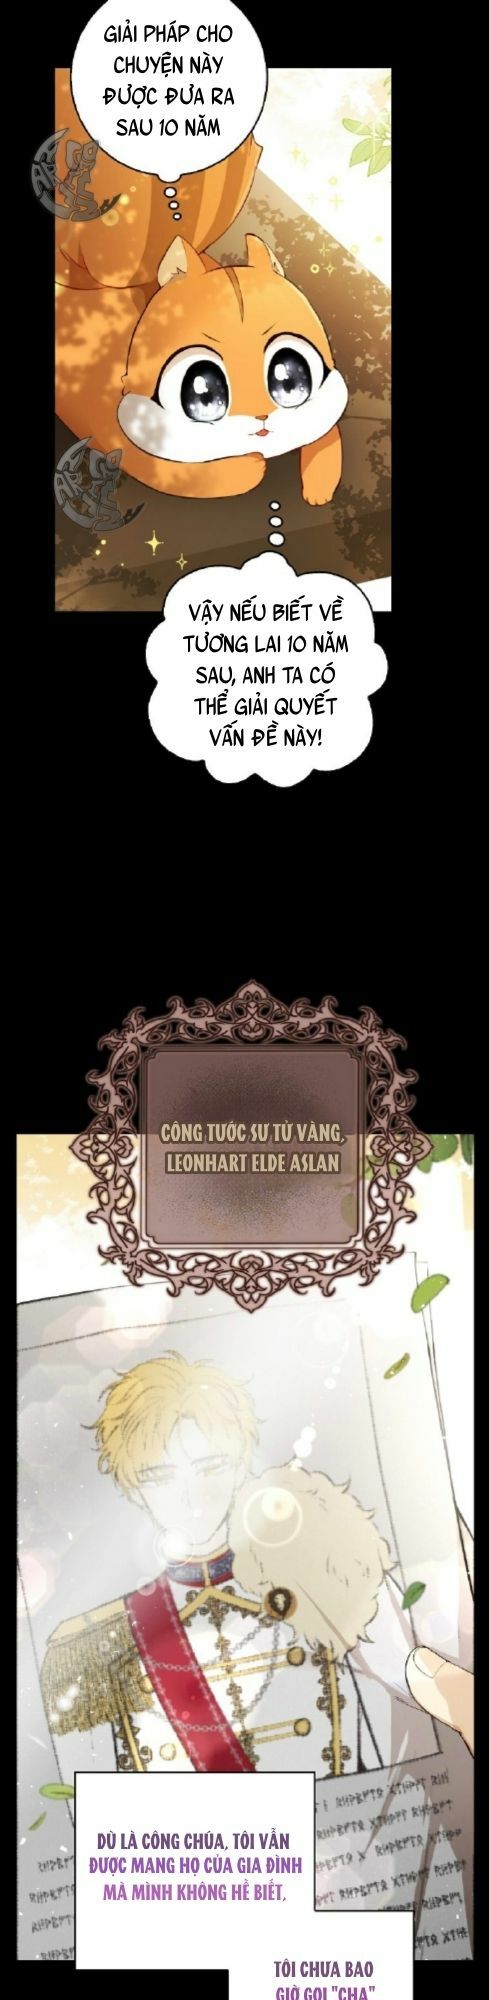 GIẢI PHÁP CHO
CHUYỆN NÀY
ĐƯỢC ĐƯA RA
SAU 10 NĂM
VẬY NẾU BIẾT VỀ
TƯƠNG LAI 10 NĂM
SAU, ANH TA CÓ
THỂ GIẢI QUYẾT
VẤN ĐỀ NÀY!
CÔNG TƯỚC SƯ TỬ VÀNG,
LEONHART ELDE ASLAN
DÙ LÀ CÔNG CHÚA, TÔI VẪN
ĐƯỢC MANG HỌ CỦA GIA ĐÌNH
MÀ MÌNH KHÔNG HỀ BIẾT,
TÔI CHƯA BAO
GIỜ GỌI "CHA"